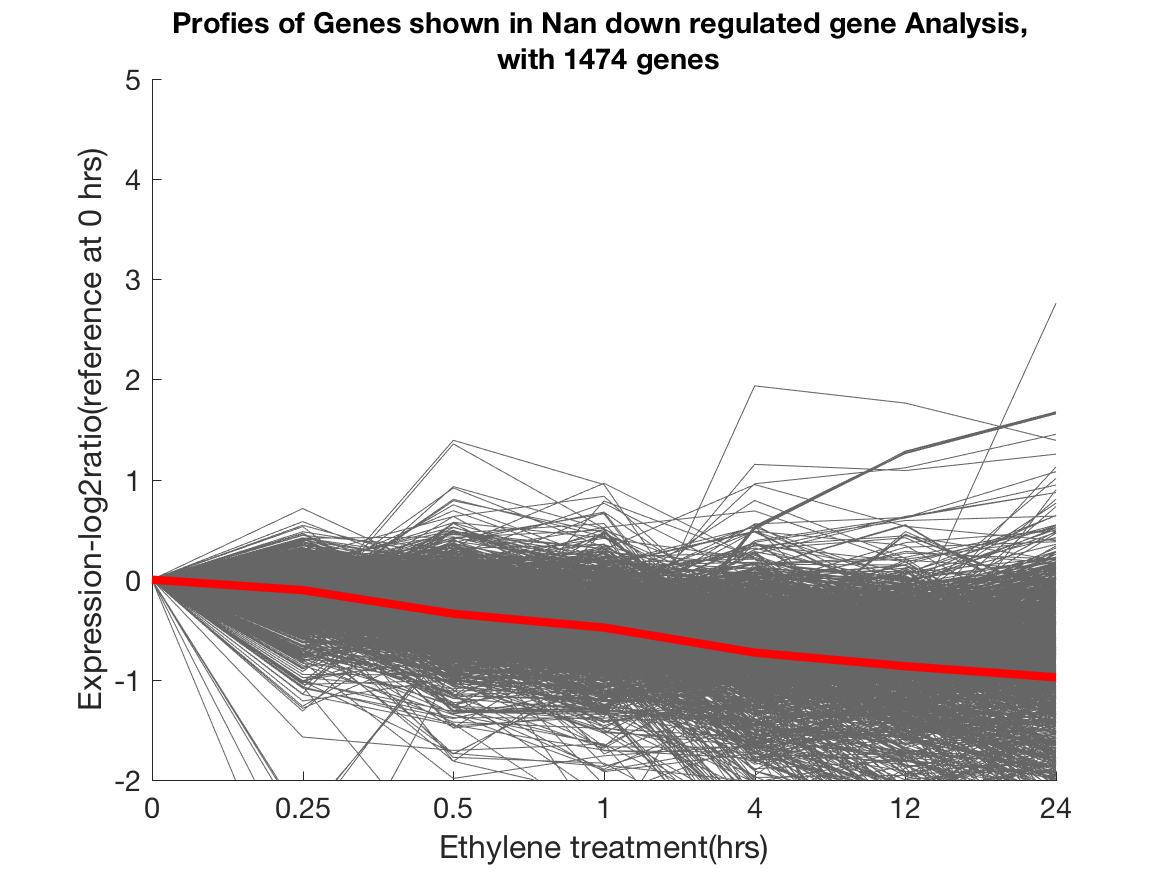 Profies of Genes shown in Nan down regulated gene Analysis,
with 1474 genes
5
4
3
2
1
0
-1
-2
Expression-log2ratio(reference at 0 hrs)
0 0.25 0.5 1 4 12 24
Ethylene treatment(hrs)